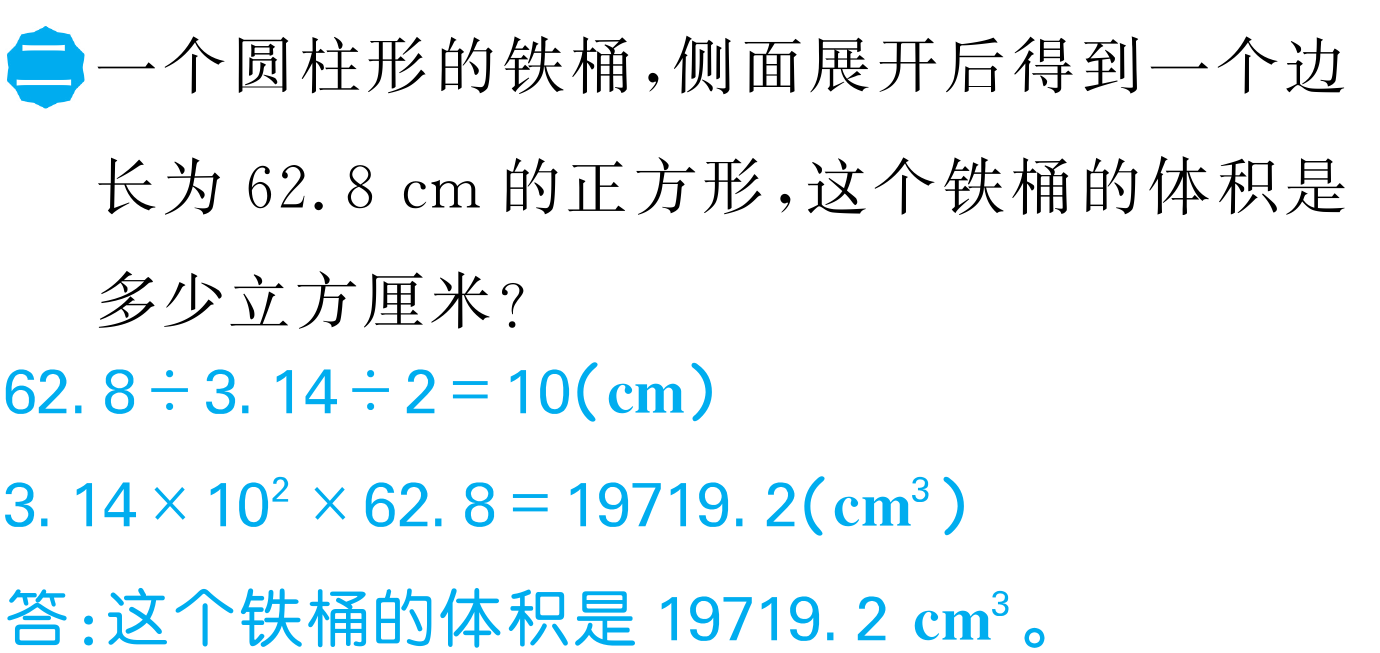 二 一个圆柱形的铁桶,侧面展开后得到一个边
长为 62.8 cm 的正方形,这个铁桶的体积是
多少立方厘米?
62.8÷3.14÷2=10(cm)
3.14×10²×62.8=19719.2(cm³)
答:这个铁桶的体积是 19719.2 cm³。